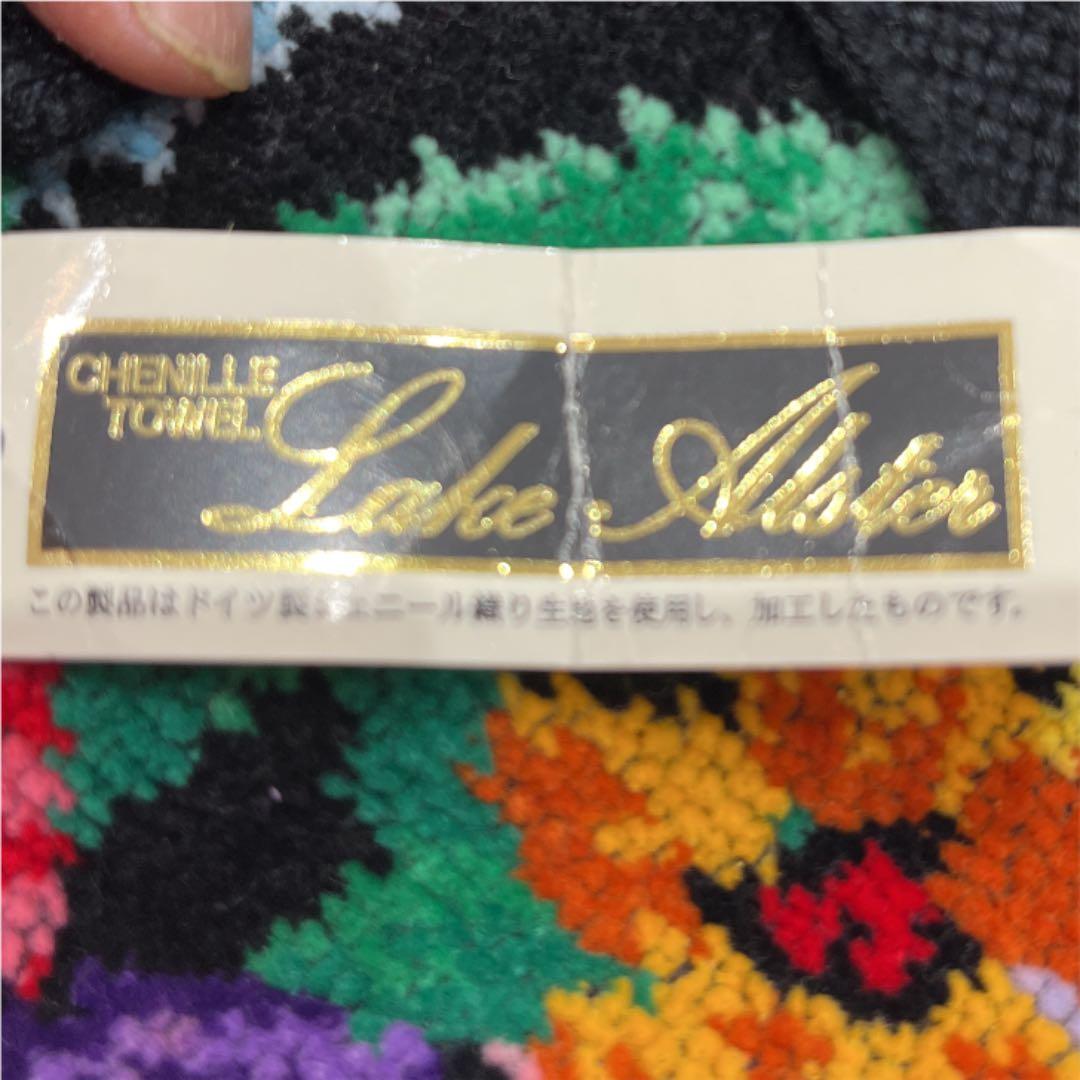 CHENILLE
TOWEL
Lake Alster
この製品はドイツ製シェニール織り生地を使用し、加工したものです。